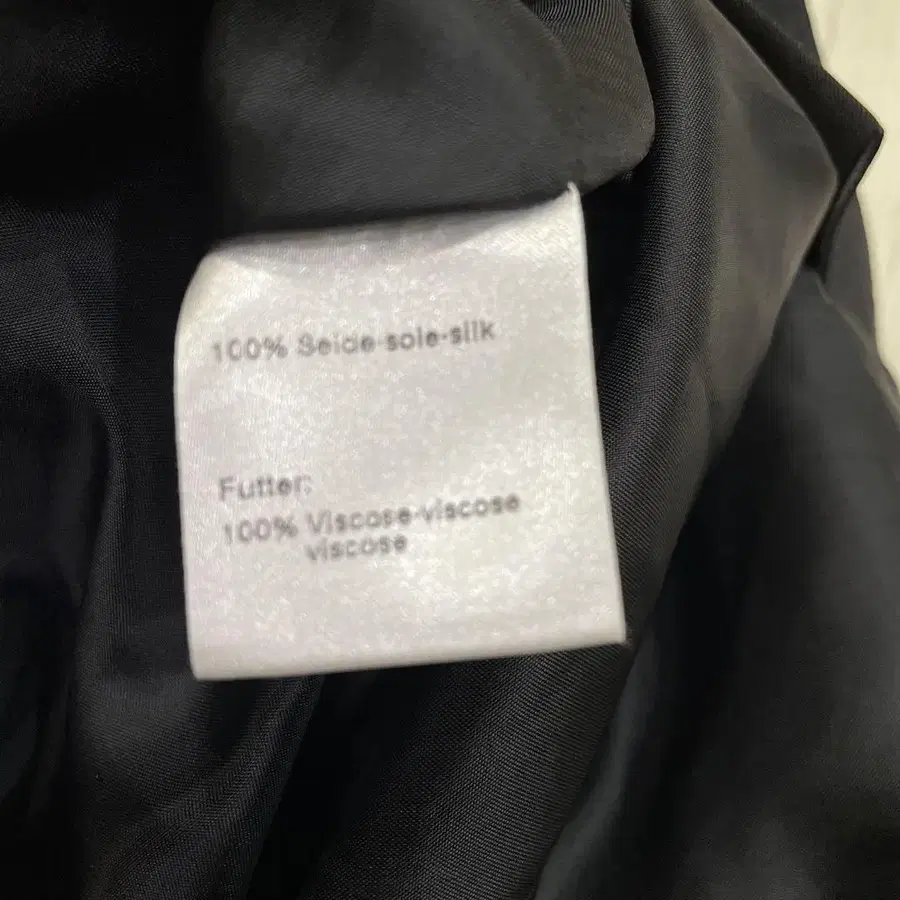 100% Seide-soie-silk
Futter:
100% Viscose-viscose
viscose